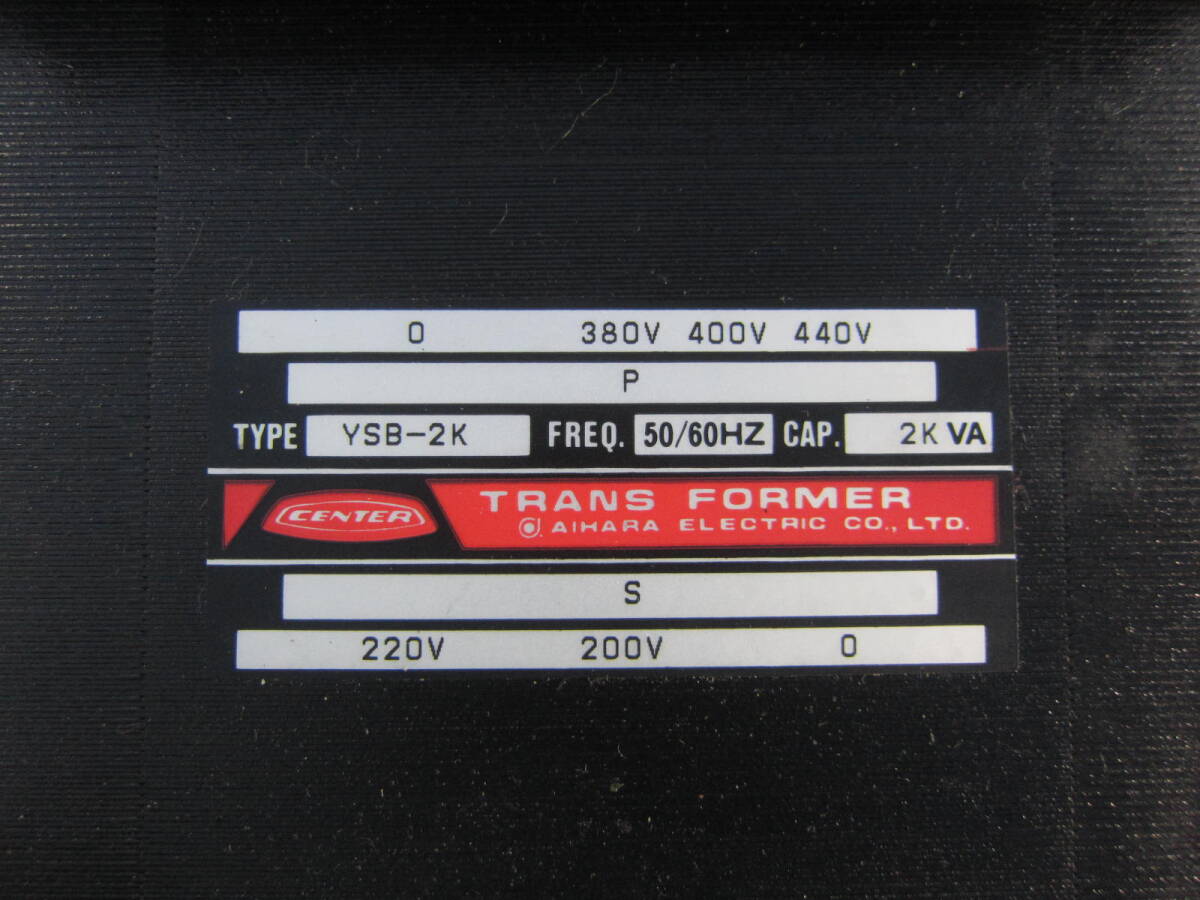 0 380V 400V 440V
P
TYPE YSB-2K FREQ. 50/60HZ CAP. 2K VA
CENTER TRANS FORMER
AIHARA ELECTRIC CO., LTD.
S
220V 200V 0